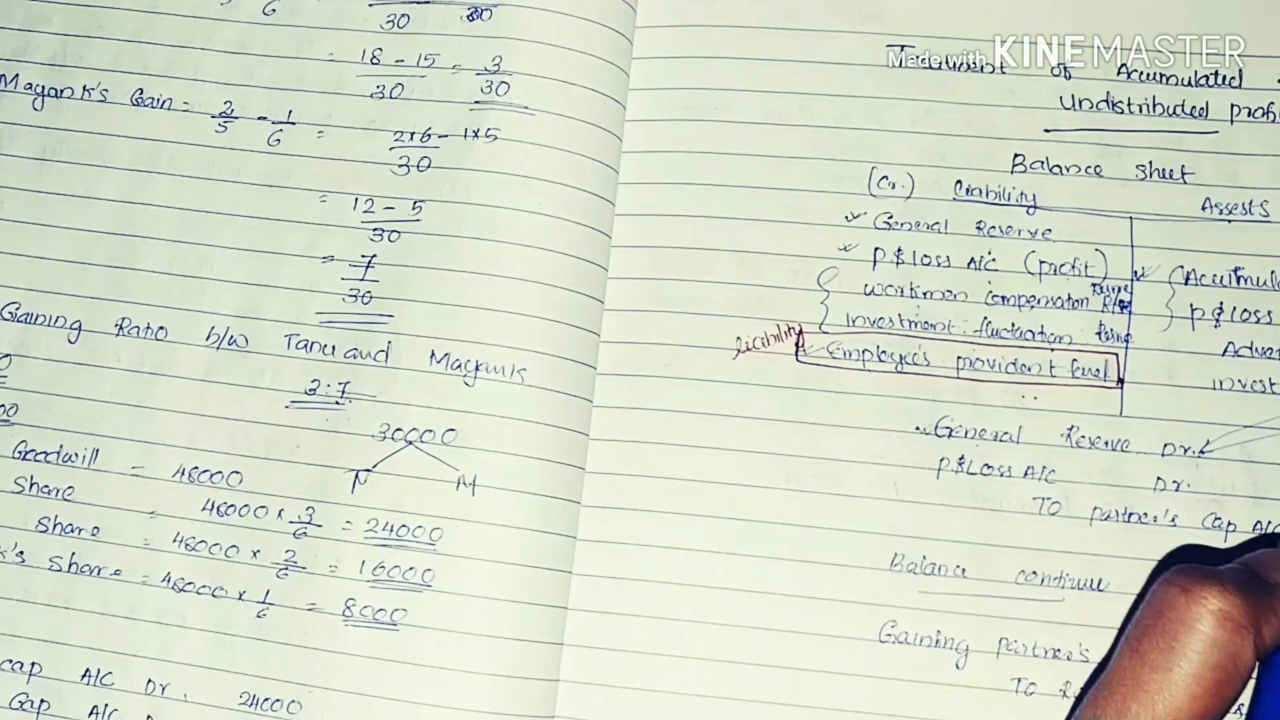 6
30 30
18 - 15 = 3
30 30
Mayank's Gain = 2/5 - 1/6 = 2×6 - 1×5
30
= 12 - 5
30
= 7
30
Gaining Ratio b/w Tanu and Mayank
3:7
30000
N M
Goodwill = 48000
Share = 48000 × 3/6 = 24000
Share = 48000 × 2/6 = 16000
k's Share = 48000 × 1/6 = 8000
cap A/C Dr. 24000
Cap A/C
Made with KINEMASTER
of Accumulated
Undistributed profi
Balance sheet
(Cr.) Liability Assests
General Reserve
P$Loss A/C (profit) Accumula
workmen compensation P$Loss
investment fluctuation
liability Employee's provident fund Adver
invest
General Reserve Dr.
P$Loss A/C Dr.
To partner's Cap A/C
Balance continue
Gaining partner's
To